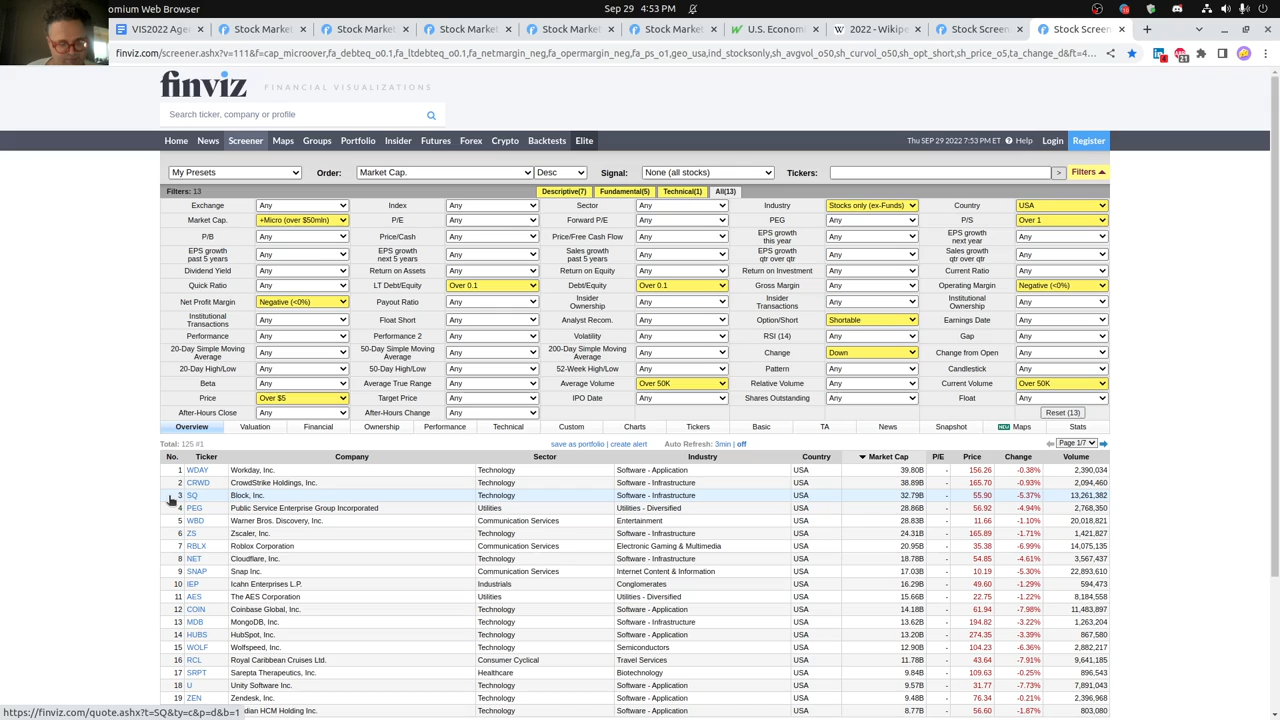 omium Brow
Sep 29 4:53 PM
VIS2022 Agen
Stock Screene
Stock Screene
Stock Screene
Stock Screene
Stock Screene
U.S. Econom
2022 - Wikipe
Stock Screen
Stock Screen
finviz.com/screener.ashx?v=111&f=cap_microover,fa_debteq_o0.1,fa_ltdebteq_o0.1,fa_netmargin_neg,fa_opermargin_neg,fa_ps_o1,geo_usa,ind_stocksonly,sh_avgvol_o50,sh_curvol_o50,sh_opt_short,sh_price_o5,ta_change_d&ft=4...
4
21
finviz FINANCIAL VISUALIZATIONS
Search ticker, company or profile
Home News Screener Maps Groups Portfolio Insider Futures Forex Crypto Backtests Elite
Thu SEP 29 2022 7:53 PM ET Help Login Register
My Presets Order: Market Cap. Desc Signal: None (all stocks) Tickers: > Filters
Filters: 13 Descriptive(7) Fundamental(5) Technical(1) All(13)
Exchange Any Index Any Sector Any Industry Stocks only (ex-Funds) Country USA
Market Cap. +Micro (over $50mln) P/E Any Forward P/E Any PEG Any P/S Over 1
P/B Any Price/Cash Any Price/Free Cash Flow Any EPS growth this year Any EPS growth next year Any
EPS growth past 5 years Any EPS growth next 5 years Any Sales growth past 5 years Any EPS growth qtr over qtr Any Sales growth qtr over qtr Any
Dividend Yield Any Return on Assets Any Return on Equity Any Return on Investment Any Current Ratio Any
Quick Ratio Any LT Debt/Equity Over 0.1 Debt/Equity Over 0.1 Gross Margin Any Operating Margin Negative (<0%)
Net Profit Margin Negative (<0%) Payout Ratio Any Insider Ownership Any Insider Transactions Any Institutional Ownership Any
Institutional Transactions Any Float Short Any Analyst Recom. Any Option/Short Shortable Earnings Date Any
Performance Any Performance 2 Any Volatility Any RSI (14) Any Gap Any
20-Day Simple Moving Average Any 50-Day Simple Moving Average Any 200-Day Simple Moving Average Any Change Down Change from Open Any
20-Day High/Low Any 50-Day High/Low Any 52-Week High/Low Any Pattern Any Candlestick Any
Beta Any Average True Range Any Average Volume Over 50K Relative Volume Any Current Volume Over 50K
Price Over $5 Target Price Any IPO Date Any Shares Outstanding Any Float Any
After-Hours Close Any After-Hours Change Any Reset (13)
Overview Valuation Financial Ownership Performance Technical Custom Charts Tickers Basic TA News Snapshot NEW Maps Stats
Total: 125 #1 save as portfolio | create alert Auto Refresh: 3min | off Page 1/7
No. Ticker Company Sector Industry Country Market Cap P/E Price Change Volume
1 WDAY Workday, Inc. Technology Software - Application USA 39.80B - 156.26 -0.38% 2,390,034
2 CRWD CrowdStrike Holdings, Inc. Technology Software - Infrastructure USA 38.89B - 165.70 -0.93% 2,094,460
3 SQ Block, Inc. Technology Software - Infrastructure USA 32.79B - 55.90 -5.37% 13,261,382
4 PEG Public Service Enterprise Group Incorporated Utilities Utilities - Diversified USA 28.86B - 56.92 -4.94% 2,768,350
5 WBD Warner Bros. Discovery, Inc. Communication Services Entertainment USA 28.83B - 11.66 -1.10% 20,018,821
6 ZS Zscaler, Inc. Technology Software - Infrastructure USA 24.31B - 165.89 -1.71% 1,421,827
7 RBLX Roblox Corporation Communication Services Electronic Gaming & Multimedia USA 20.95B - 35.38 -6.99% 14,075,135
8 NET Cloudflare, Inc. Technology Software - Infrastructure USA 18.78B - 54.85 -4.61% 3,567,437
9 SNAP Snap Inc. Communication Services Internet Content & Information USA 17.03B - 10.19 -5.30% 22,893,610
10 IEP Icahn Enterprises L.P. Industrials Conglomerates USA 16.29B - 49.60 -1.29% 594,473
11 AES The AES Corporation Utilities Utilities - Diversified USA 15.66B - 22.75 -1.22% 8,184,558
12 COIN Coinbase Global, Inc. Technology Software - Application USA 14.18B - 61.94 -7.98% 11,483,897
13 MDB MongoDB, Inc. Technology Software - Infrastructure USA 13.62B - 194.82 -3.22% 1,263,204
14 HUBS HubSpot, Inc. Technology Software - Application USA 13.20B - 274.35 -3.39% 867,580
15 WOLF Wolfspeed, Inc. Technology Semiconductors USA 12.90B - 104.23 -6.36% 2,882,217
16 RCL Royal Caribbean Cruises Ltd. Consumer Cyclical Travel Services USA 11.78B - 43.64 -7.91% 9,641,185
17 SRPT Sarepta Therapeutics, Inc. Healthcare Biotechnology USA 9.84B - 109.63 -0.25% 896,543
18 U Unity Software Inc. Technology Software - Application USA 9.57B - 31.77 -7.73% 7,891,043
19 ZEN Zendesk, Inc. Technology Software - Application USA 9.48B - 76.34 -0.21% 2,396,968
dian HCM Holding Inc. Technology Software - Application USA 8.77B - 56.60 -1.87% 803,080
https://finviz.com/quote.ashx?t=SQ&ty=c&p=d&b=1